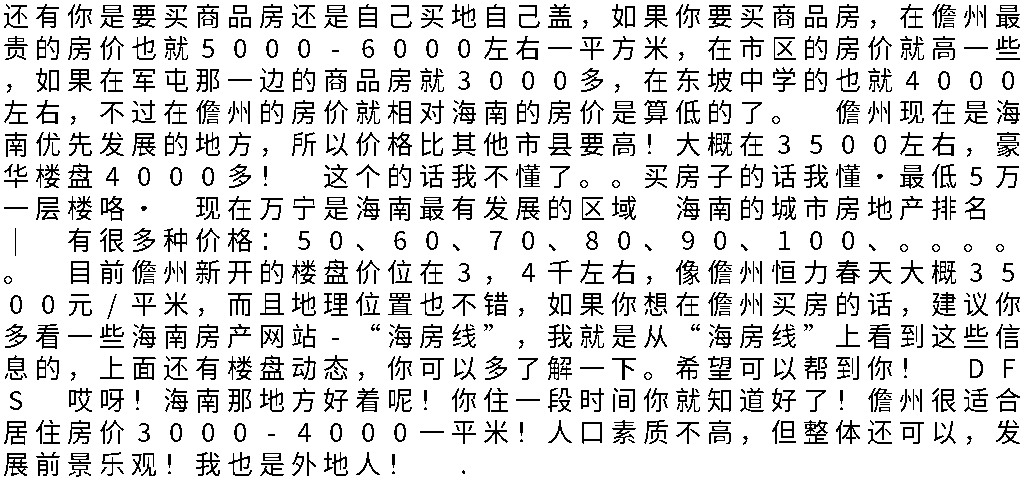 还有你是要买商品房还是自己买地自己盖，如果你要买商品房，在儋州最
贵的房价也就5000-6000左右一平方米，在市区的房价就高一些
，如果在军屯那一边的商品房就3000多，在东坡中学的也就4000
左右，不过在儋州的房价就相对海南的房价是算低的了。 儋州现在是海
南优先发展的地方，所以价格比其他市县要高！大概在3500左右，豪
华楼盘4000多！ 这个的话我不懂了。。买房子的话我懂·最低5万
一层楼咯· 现在万宁是海南最有发展的区域 海南的城市房地产排名
| 有很多种价格：50、60、70、80、90、100、。。。。
。 目前儋州新开的楼盘价位在3，4千左右，像儋州恒力春天大概35
00元/平米，而且地理位置也不错，如果你想在儋州买房的话，建议你
多看一些海南房产网站-“海房线”，我就是从“海房线”上看到这些信
息的，上面还有楼盘动态，你可以多了解一下。希望可以帮到你！ DF
S 哎呀！海南那地方好着呢！你住一段时间你就知道好了！儋州很适合
居住房价3000-4000一平米！人口素质不高，但整体还可以，发
展前景乐观！我也是外地人！ .